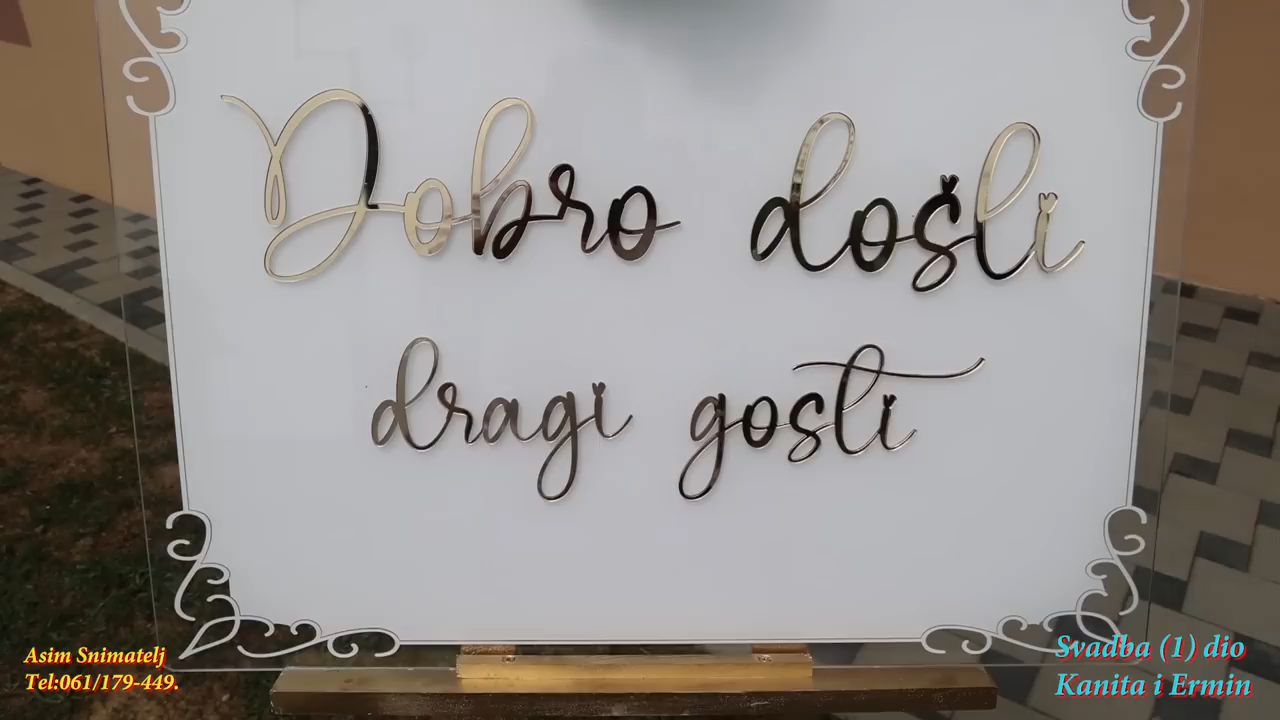 Dobro došli
dragi gosti
Asim Snimatelj
Tel:061/179-449.
Svadba (1) dio
Kanita i Ermin